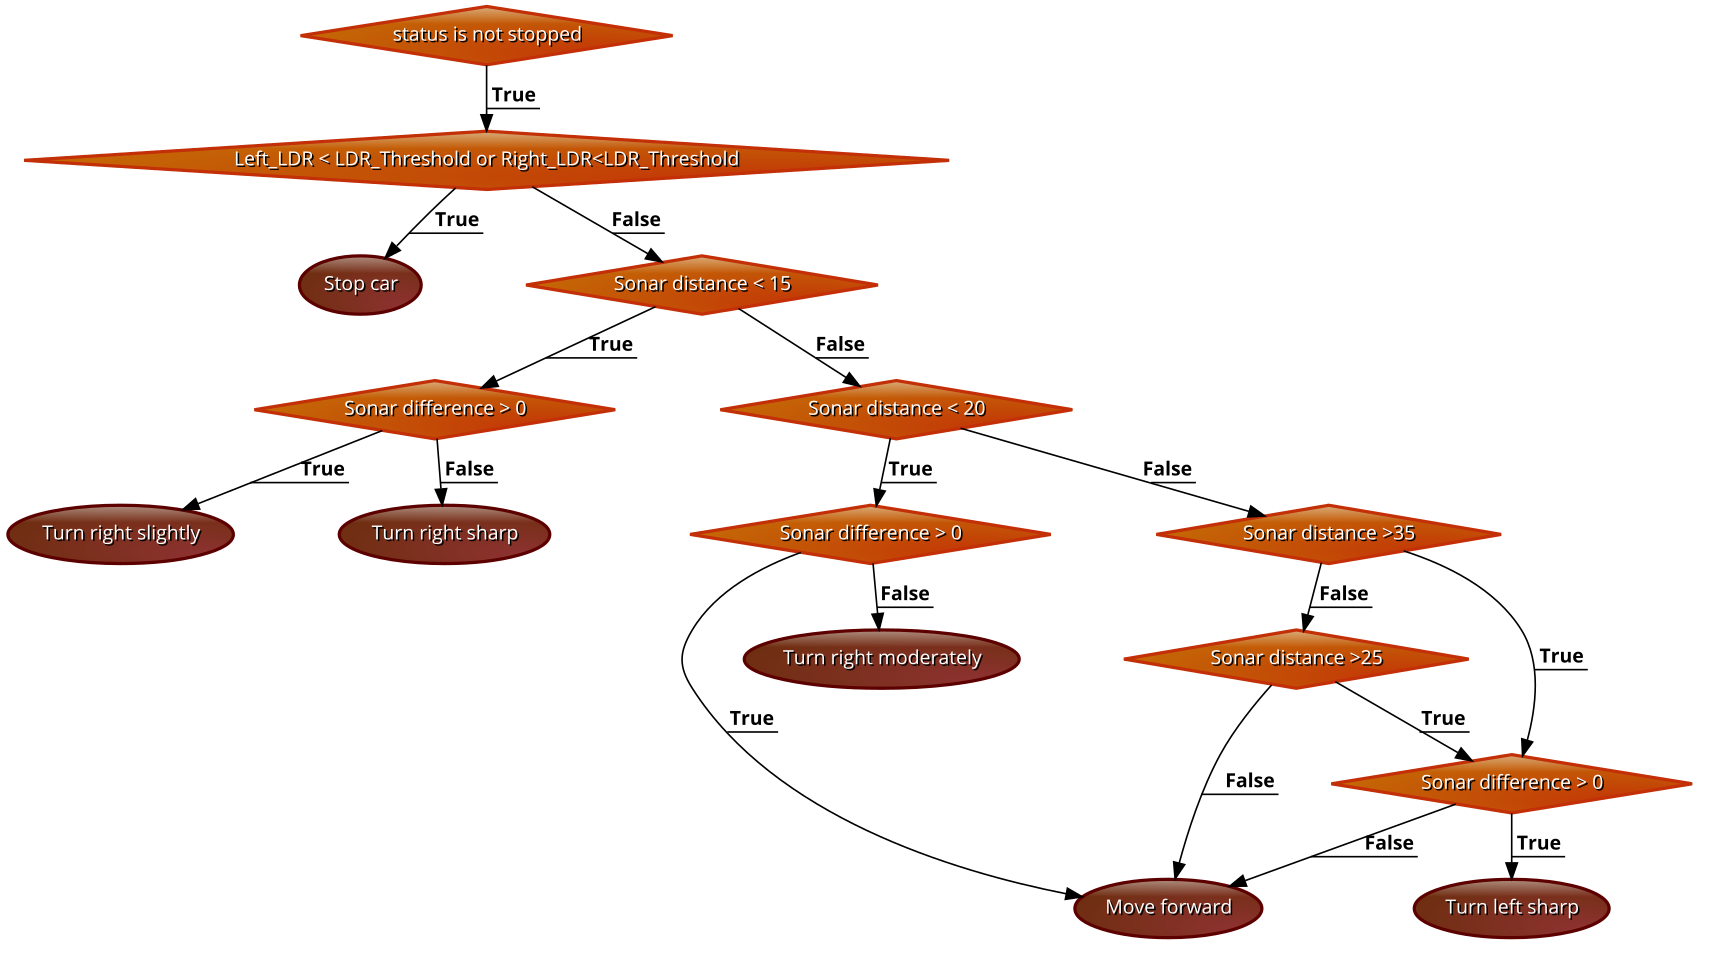 status is not stopped
True
Left_LDR < LDR_Threshold or Right_LDR<LDR_Threshold
True
False
Stop car
Sonar distance < 15
True
False
Sonar difference > 0
Sonar distance < 20
True
False
True
False
Turn right slightly
Turn right sharp
Sonar difference > 0
Sonar distance >35
False
False
True
Turn right moderately
Sonar distance >25
True
True
False
Sonar difference > 0
False
True
Move forward
Turn left sharp